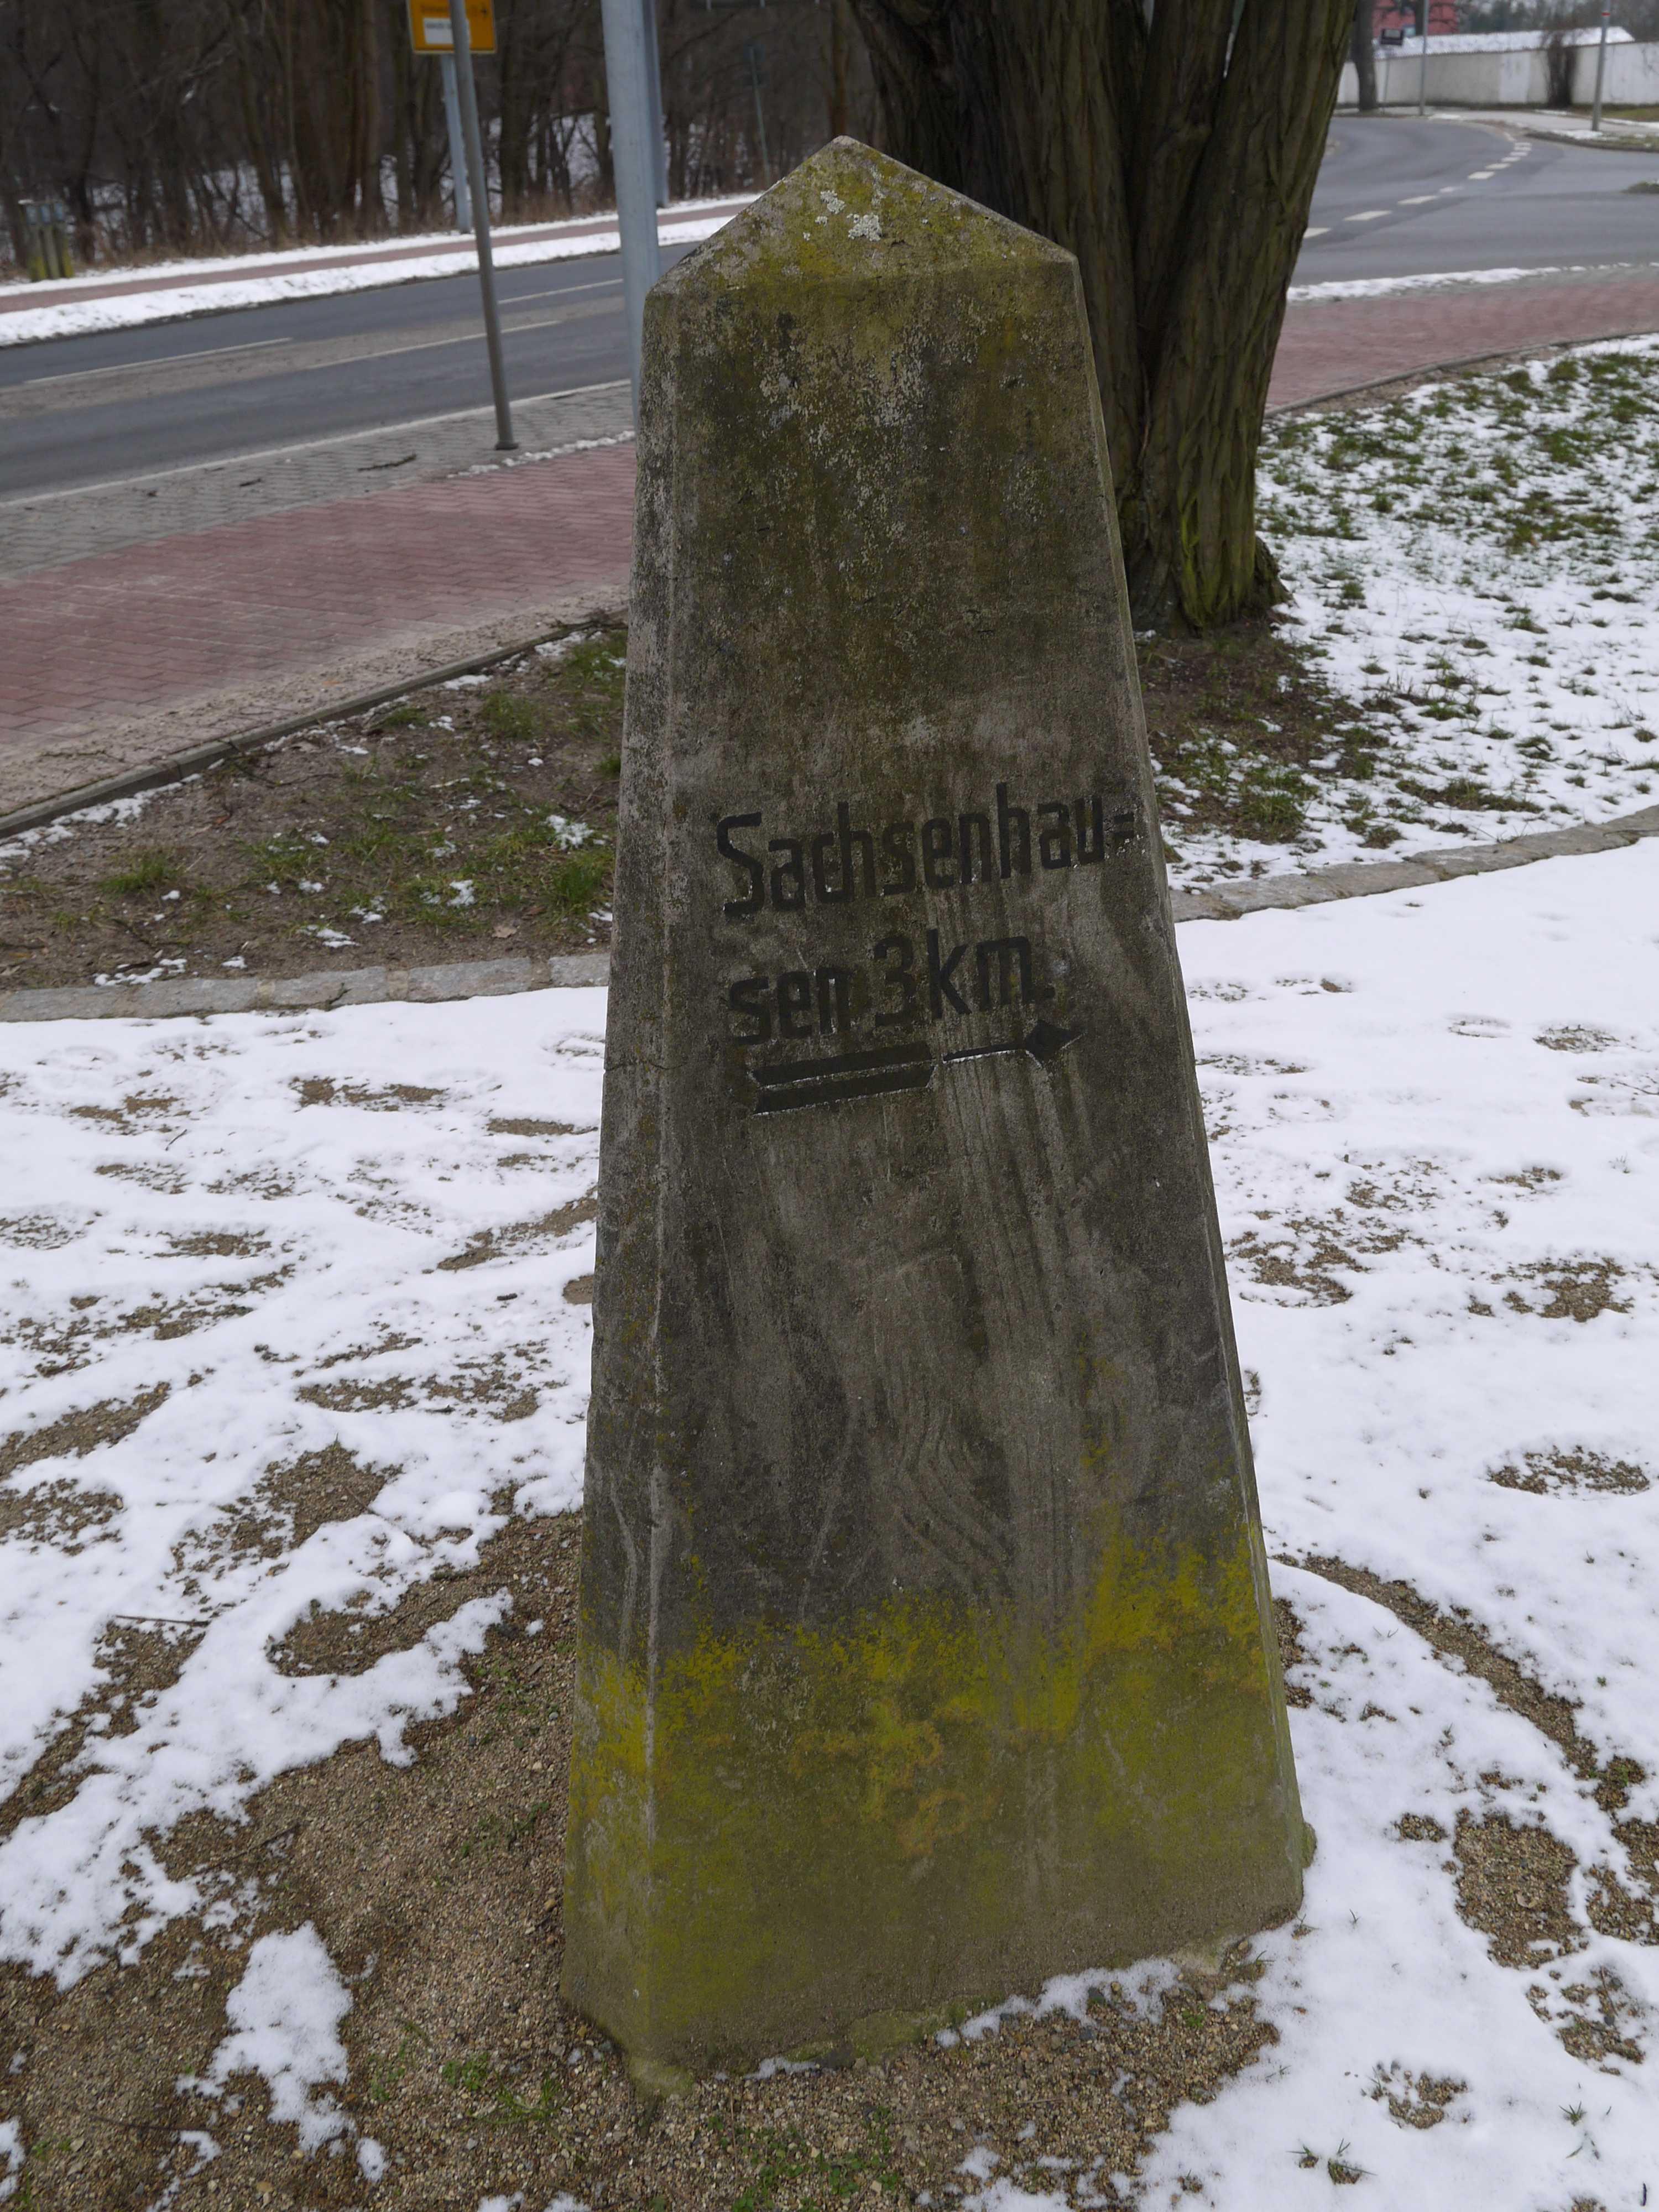 Sachsenhau=
sen 3 km.